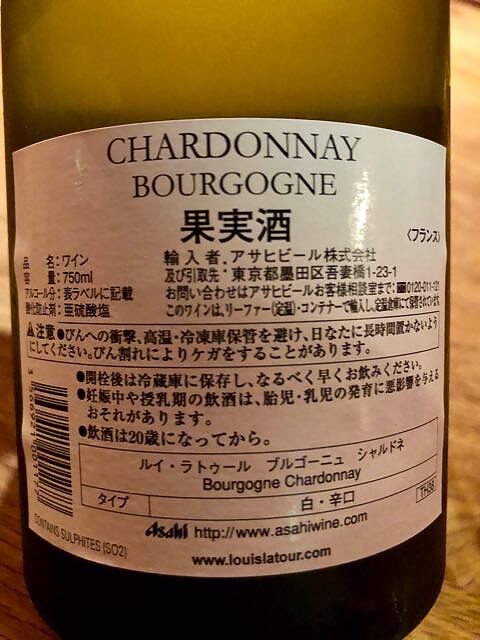 CHARDONNAY
BOURGOGNE
果実酒
<フランス>
品 名:ワイン
容 量:750ml
アルコール分:表ラベルに記載
酸化防止剤:亜硫酸塩
輸入者 アサヒビール株式会社
及び引取先・東京都墨田区吾妻橋1-23-1
お問い合わせはアサヒビールお客様相談室まで: 0120-011-121
このワインは、リーファー(定温)・コンテナーで輸入し、定温倉庫にて保管されています
注意●びんへの衝撃、高温・冷凍庫保管を避け、日なたに長時間置かないよう
にしてください。びん割れによりケガをすることがあります。
●開栓後は冷蔵庫に保存し、なるべく早くお飲みください。
●妊娠中や授乳期の飲酒は、胎児・乳児の発育に悪影響を与える
おそれがあります。
●飲酒は20歳になってから。
ルイ・ラトゥール ブルゴーニュ シャルドネ
Bourgogne Chardonnay
タイプ 白・辛口 TH38
CONTAINS SULPHITES (SO2)
Asahi http://www.asahiwine.com
www.louislatour.com